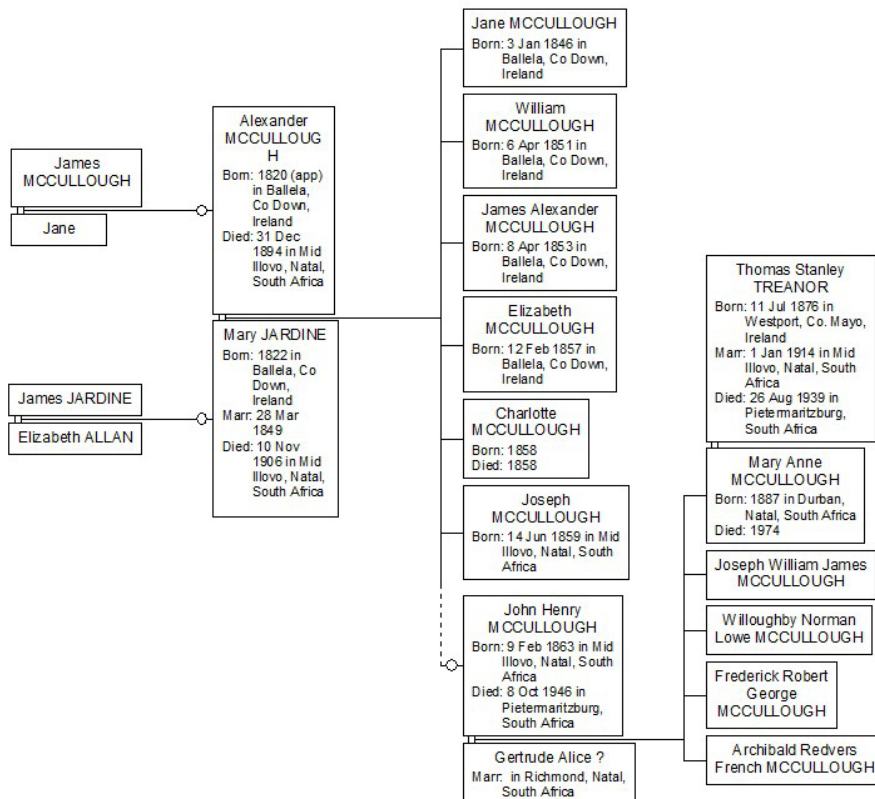 James
MCCULLOUGH
Jane
James JARDINE
Elizabeth ALLAN
Alexander
MCCULLOUG
H
Born: 1820 (app)
in Ballela,
Co Down,
Ireland
Died: 31 Dec
1894 in Mid
Illovo, Natal,
South Africa
Mary JARDINE
Born: 1822 in
Ballela, Co
Down,
Ireland
Marr: 28 Mar
1849
Died: 10 Nov
1906 in Mid
Illovo, Natal,
South Africa
Jane MCCULLOUGH
Born: 3 Jan 1846 in
Ballela, Co Down,
Ireland
William
MCCULLOUGH
Born: 6 Apr 1851 in
Ballela, Co Down,
Ireland
James Alexander
MCCULLOUGH
Born: 8 Apr 1853 in
Ballela, Co Down,
Ireland
Elizabeth
MCCULLOUGH
Born: 12 Feb 1857 in
Ballela, Co Down,
Ireland
Charlotte
MCCULLOUGH
Born: 1858
Died: 1858
Joseph
MCCULLOUGH
Born: 14 Jun 1859 in Mid
Illovo, Natal, South
Africa
John Henry
MCCULLOUGH
Born: 9 Feb 1863 in Mid
Illovo, Natal, South
Africa
Died: 8 Oct 1946 in
Pietermaritzburg,
South Africa
Gertrude Alice ?
Marr: in Richmond, Natal,
South Africa
Thomas Stanley
TREANOR
Born: 11 Jul 1876 in
Westport, Co. Mayo,
Ireland
Marr: 1 Jan 1914 in Mid
Illovo, Natal, South
Africa
Died: 26 Aug 1939 in
Pietermaritzburg,
South Africa
Mary Anne
MCCULLOUGH
Born: 1887 in Durban,
Natal, South Africa
Died: 1974
Joseph William James
MCCULLOUGH
Willoughby Norman
Lowe MCCULLOUGH
Frederick Robert
George
MCCULLOUGH
Archibald Redvers
French MCCULLOUGH